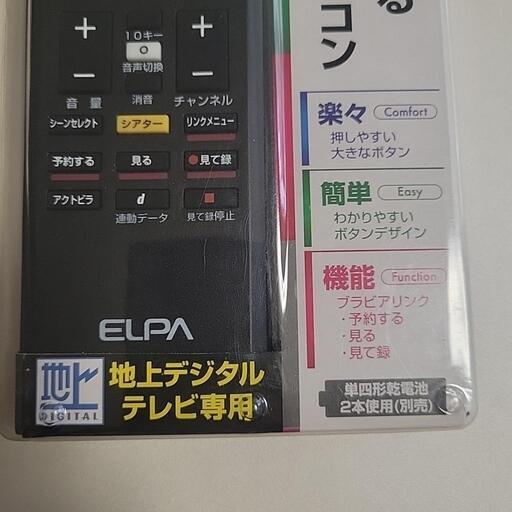 +
10キー
+
音声切換
−
−
音量
消音
チャンネル
シーンセレクト
シアター
リンクメニュー
予約する
見る
●見て録
アクトビラ
d
連動データ
見て録停止
ELPA
地上
DIGITAL
地上デジタル
テレビ専用
る
コン
楽々 Comfort
押しやすい
大きなボタン
簡単 Easy
わかりやすい
ボタンデザイン
機能 Function
ブラビアリンク
・予約する
・見る
・見て録
単四形乾電池
2本使用(別売)